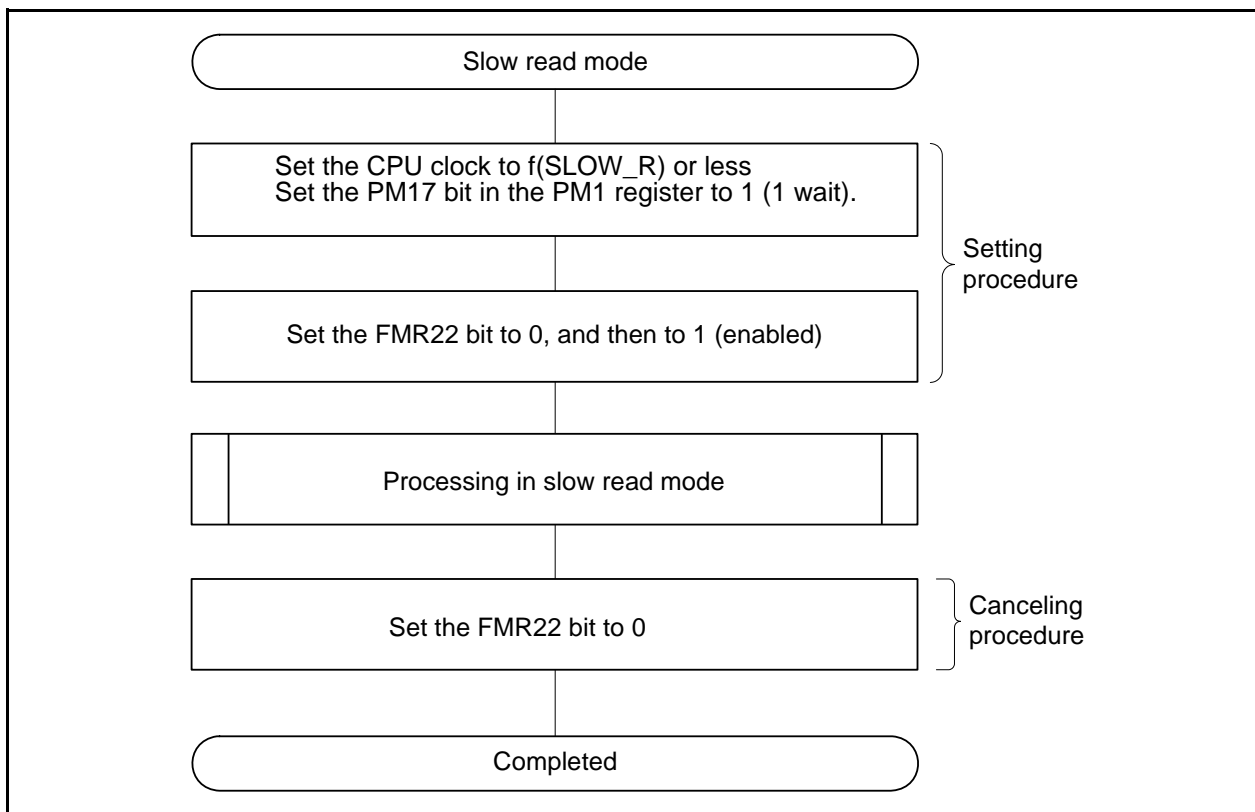 Slow read mode
Set the CPU clock to f(SLOW_R) or less
Set the PM17 bit in the PM1 register to 1 (1 wait).
Setting
procedure
Set the FMR22 bit to 0, and then to 1 (enabled)
Processing in slow read mode
Set the FMR22 bit to 0
Canceling
procedure
Completed